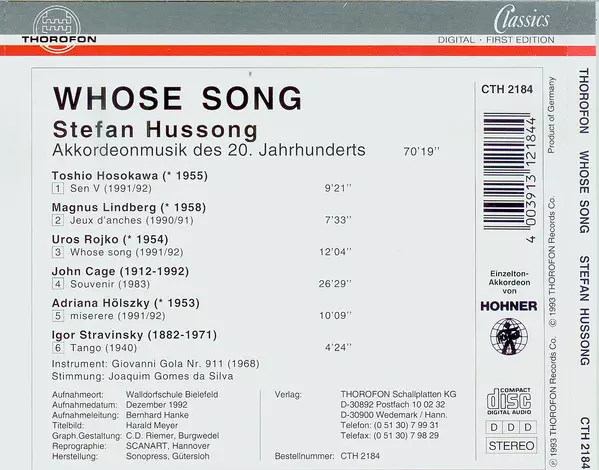 THOROFON
Classics
DIGITAL · FIRST EDITION
WHOSE SONG
Stefan Hussong
Akkordeonmusik des 20. Jahrhunderts 70'19"
CTH 2184
Toshio Hosokawa (* 1955)
1 Sen V (1991/92) 9'21"
Magnus Lindberg (* 1958)
2 Jeux d'anches (1990/91) 7'33"
Uros Rojko (* 1954)
3 Whose song (1991/92) 12'04"
John Cage (1912-1992)
4 Souvenir (1983) 26'29"
Adriana Hölszky (* 1953)
5 miserere (1991/92) 10'09"
Igor Stravinsky (1882-1971)
6 Tango (1940) 4'24"
Instrument: Giovanni Gola Nr. 911 (1968)
Stimmung: Joaquim Gomes da Silva
Aufnahmeort: Walldorfschule Bielefeld
Aufnahmedatum: Dezember 1992
Aufnahmeleitung: Bernhard Hanke
Titelbild: Harald Meyer
Graph.Gestaltung: C.D. Riemer, Burgwedel
Reproservice: SCANART, Hannover
Herstellung: Sonopress, Gütersloh
Verlag: THOROFON Schallplatten KG
D-30892 Postfach 10 02 32
D-30900 Wedemark / Hann.
Telefon: (0 51 30) 7 99 31
Telefax: (0 51 30) 7 98 29
Bestellnummer: CTH 2184
4 003913 121844
Einzelton-
Akkordeon
von
HOHNER
COMPACT
disc
DIGITAL AUDIO
D D D
STEREO
Product of Germany
© 1993 THOROFON Records Co.
℗ 1993 THOROFON Records Co.
THOROFON WHOSE SONG STEFAN HUSSONG CTH 2184